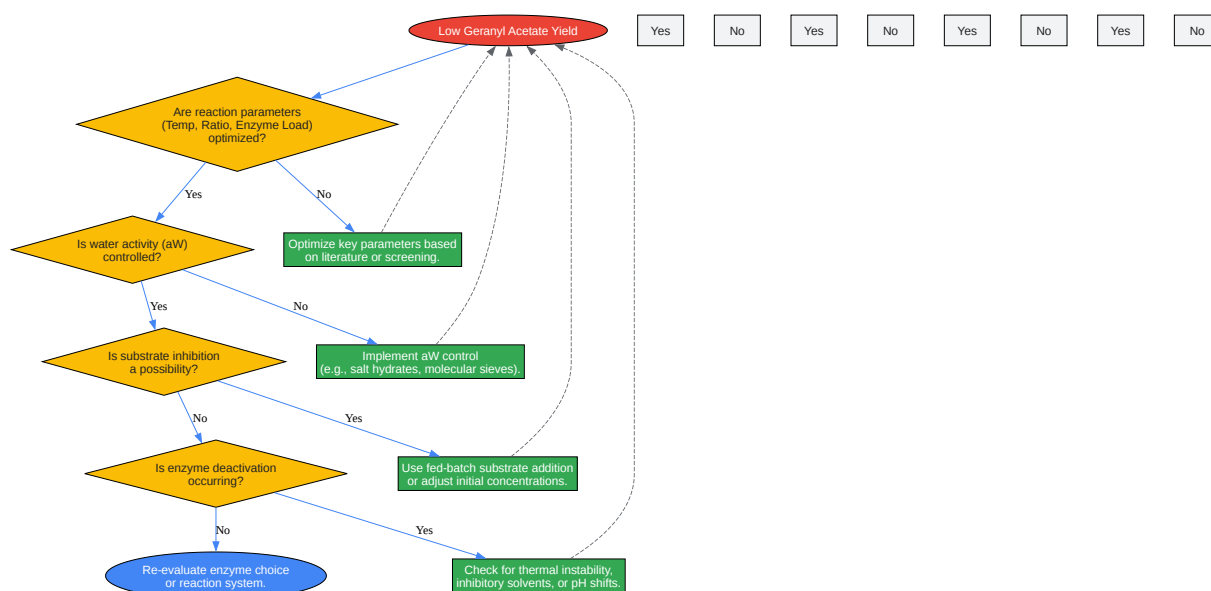 Low Geranyl Acetate Yield
Yes
No
Yes
No
Yes
No
Yes
No
Are reaction parameters
(Temp, Ratio, Enzyme Load)
optimized?
Yes
No
Is water activity (aW)
controlled?
Optimize key parameters based
on literature or screening.
Yes
No
Is substrate inhibition
a possibility?
Implement aW control
(e.g., salt hydrates, molecular sieves).
No
Yes
Is enzyme deactivation
occurring?
Use fed-batch substrate addition
or adjust initial concentrations.
No
Yes
Re-evaluate enzyme choice
or reaction system.
Check for thermal instability,
inhibitory solvents, or pH shifts.